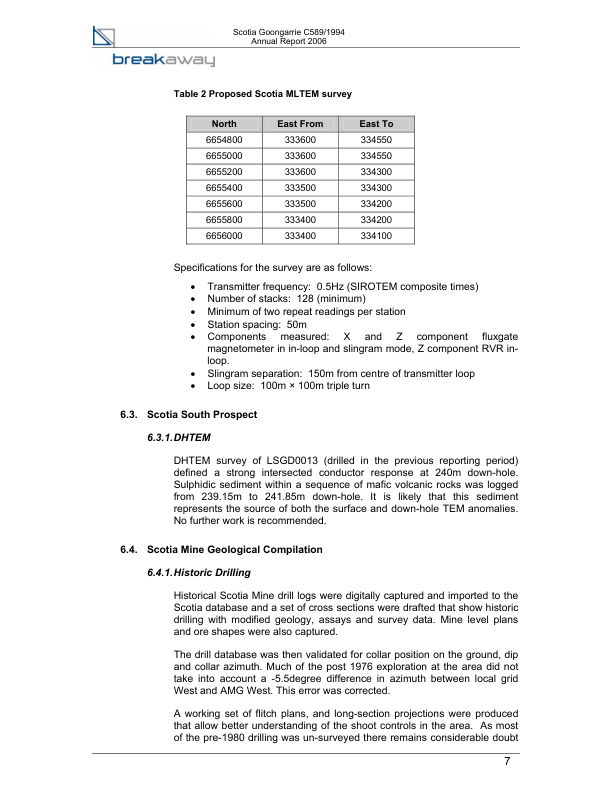 Scotia Goongarrie C589/1994
Annual Report 2006
breakaway
Table 2 Proposed Scotia MLTEM survey
North East From East To
6654800 333600 334550
6655000 333600 334550
6655200 333600 334300
6655400 333500 334300
6655600 333500 334200
6655800 333400 334200
6656000 333400 334100
Specifications for the survey are as follows:
• Transmitter frequency: 0.5Hz (SIROTEM composite times)
• Number of stacks: 128 (minimum)
• Minimum of two repeat readings per station
• Station spacing: 50m
• Components measured: X and Z component fluxgate
magnetometer in in-loop and slingram mode, Z component RVR in-
loop.
• Slingram separation: 150m from centre of transmitter loop
• Loop size: 100m × 100m triple turn
6.3. Scotia South Prospect
6.3.1. DHTEM
DHTEM survey of LSGD0013 (drilled in the previous reporting period)
defined a strong intersected conductor response at 240m down-hole.
Sulphidic sediment within a sequence of mafic volcanic rocks was logged
from 239.15m to 241.85m down-hole. It is likely that this sediment
represents the source of both the surface and down-hole TEM anomalies.
No further work is recommended.
6.4. Scotia Mine Geological Compilation
6.4.1. Historic Drilling
Historical Scotia Mine drill logs were digitally captured and imported to the
Scotia database and a set of cross sections were drafted that show historic
drilling with modified geology, assays and survey data. Mine level plans
and ore shapes were also captured.
The drill database was then validated for collar position on the ground, dip
and collar azimuth. Much of the post 1976 exploration at the area did not
take into account a -5.5degree difference in azimuth between local grid
West and AMG West. This error was corrected.
A working set of flitch plans, and long-section projections were produced
that allow better understanding of the shoot controls in the area. As most
of the pre-1980 drilling was un-surveyed there remains considerable doubt
7